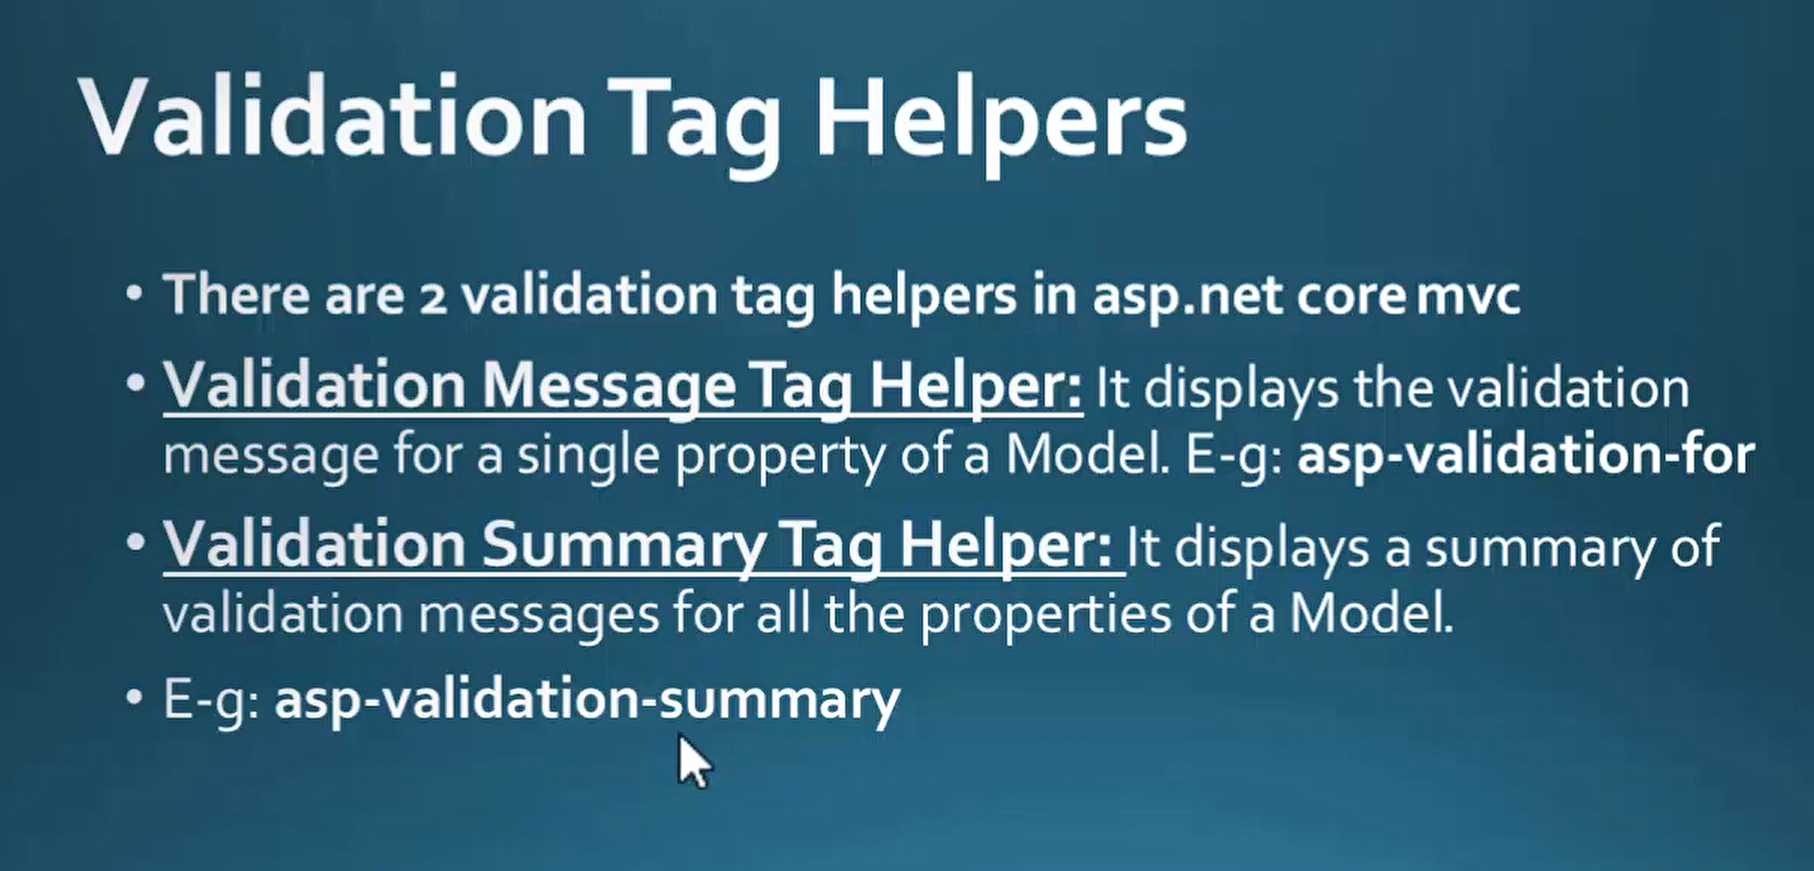 Validation Tag Helpers
• There are 2 validation tag helpers in asp.net core mvc
• Validation Message Tag Helper: It displays the validation
message for a single property of a Model. E-g: asp-validation-for
• Validation Summary Tag Helper: It displays a summary of
validation messages for all the properties of a Model.
• E-g: asp-validation-summary